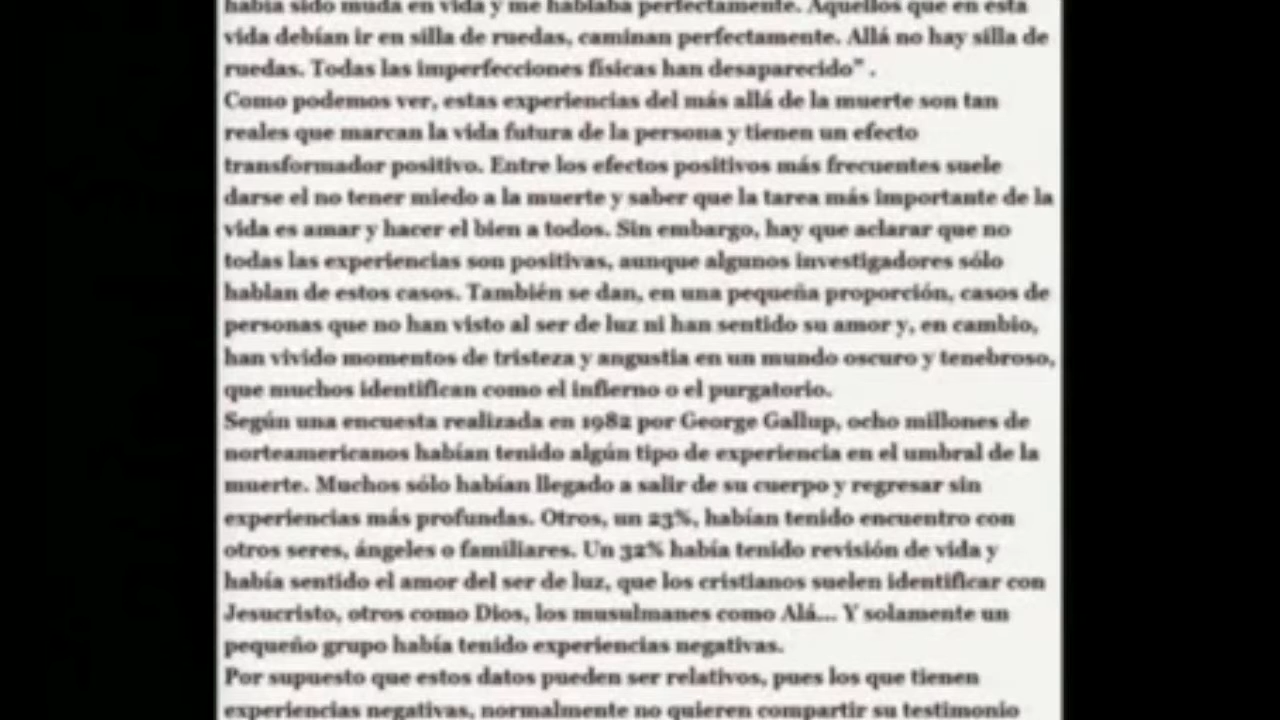 había sido muda en vida y me hablaba perfectamente. Aquellos que en esta
vida debían ir en silla de ruedas, caminan perfectamente. Allá no hay silla de
ruedas. Todas las imperfecciones físicas han desaparecido” .
Como podemos ver, estas experiencias del más allá de la muerte son tan
reales que marcan la vida futura de la persona y tienen un efecto
transformador positivo. Entre los efectos positivos más frecuentes suele
darse el no tener miedo a la muerte y saber que la tarea más importante de la
vida es amar y hacer el bien a todos. Sin embargo, hay que aclarar que no
todas las experiencias son positivas, aunque algunos investigadores sólo
hablan de estos casos. También se dan, en una pequeña proporción, casos de
personas que no han visto al ser de luz ni han sentido su amor y, en cambio,
han vivido momentos de tristeza y angustia en un mundo oscuro y tenebroso,
que muchos identifican como el infierno o el purgatorio.
Según una encuesta realizada en 1982 por George Gallup, ocho millones de
norteamericanos habían tenido algún tipo de experiencia en el umbral de la
muerte. Muchos sólo habían llegado a salir de su cuerpo y regresar sin
experiencias más profundas. Otros, un 23%, habían tenido encuentro con
otros seres, ángeles o familiares. Un 32% había tenido revisión de vida y
había sentido el amor del ser de luz, que los cristianos suelen identificar con
Jesucristo, otros como Dios, los musulmanes como Alá... Y solamente un
pequeño grupo había tenido experiencias negativas.
Por supuesto que estos datos pueden ser relativos, pues los que tienen
experiencias negativas, normalmente no quieren compartir su testimonio